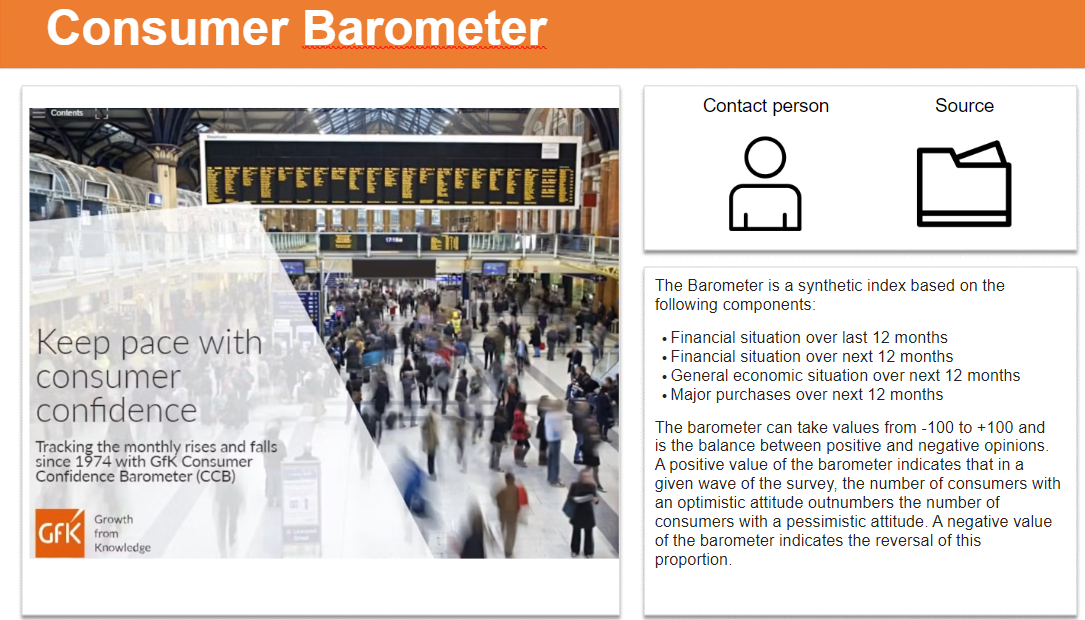 Consumer Barometer
Contents
Keep pace with
consumer
confidence
Tracking the monthly rises and falls
since 1974 with GfK Consumer
Confidence Barometer (CCB)
GfK
Growth
from
Knowledge
Contact person
Source
The Barometer is a synthetic index based on the
following components:
• Financial situation over last 12 months
• Financial situation over next 12 months
• General economic situation over next 12 months
• Major purchases over next 12 months
The barometer can take values from -100 to +100 and
is the balance between positive and negative opinions.
A positive value of the barometer indicates that in a
given wave of the survey, the number of consumers with
an optimistic attitude outnumbers the number of
consumers with a pessimistic attitude. A negative value
of the barometer indicates the reversal of this
proportion.